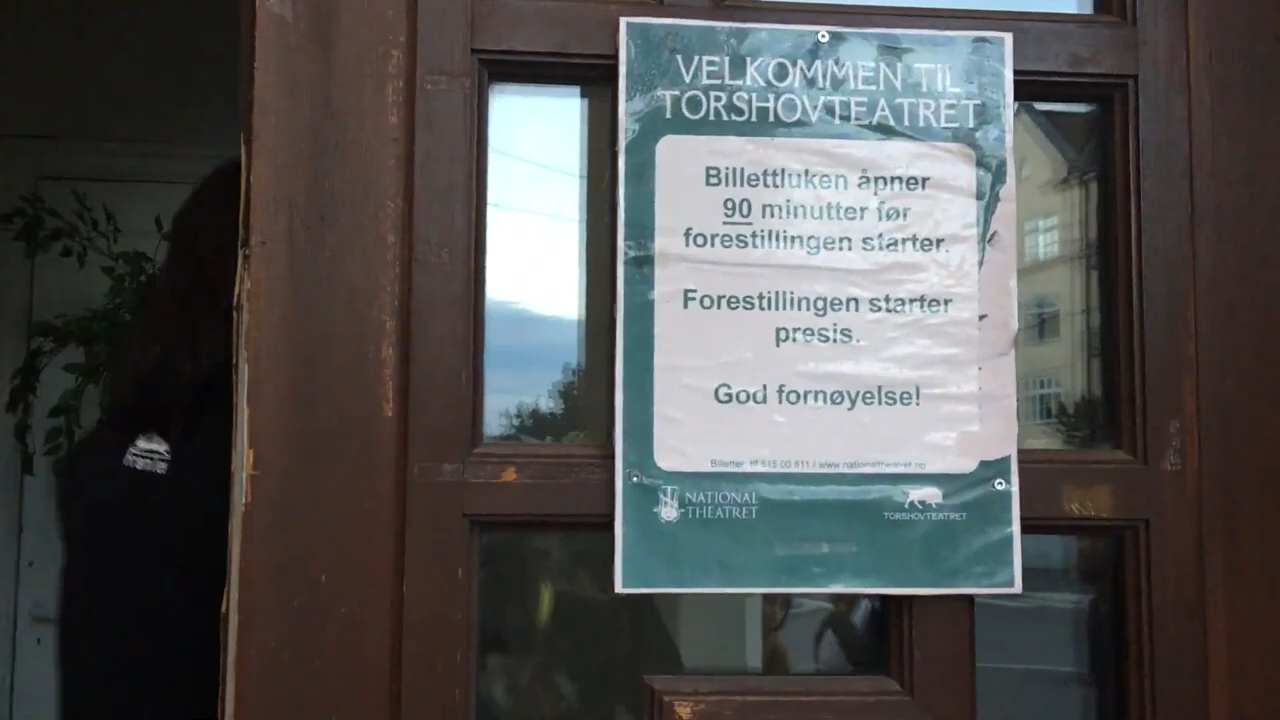 VELKOMMEN TIL
TORSHOVTEATRET
Billettluken åpner
90 minutter før
forestillingen starter.
Forestillingen starter
presis.
God fornøyelse!
Billetter: tlf 815 00 811 / www.nationaltheatret.no
NATIONAL
THEATRET
TORSHOVTEATRET